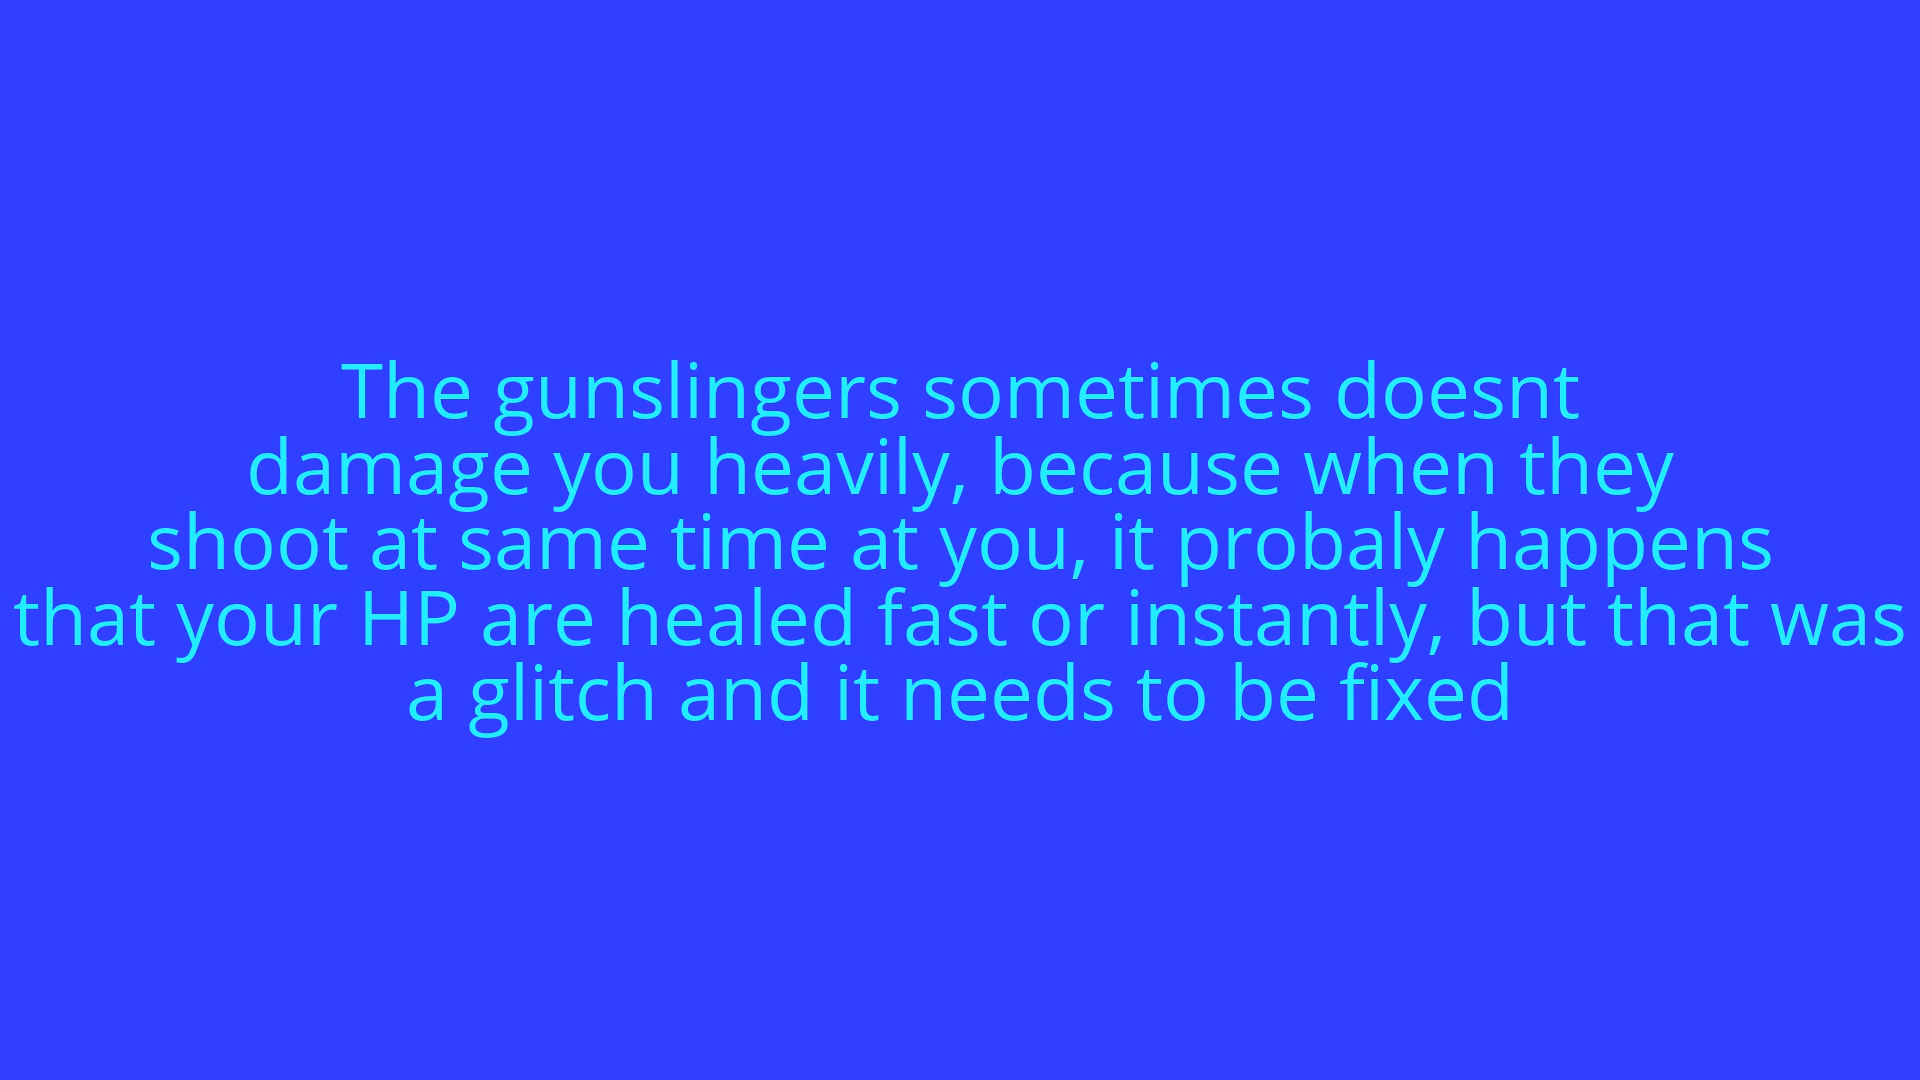 The gunslingers sometimes doesnt
damage you heavily, because when they
shoot at same time at you, it probaly happens
that your HP are healed fast or instantly, but that was
a glitch and it needs to be fixed